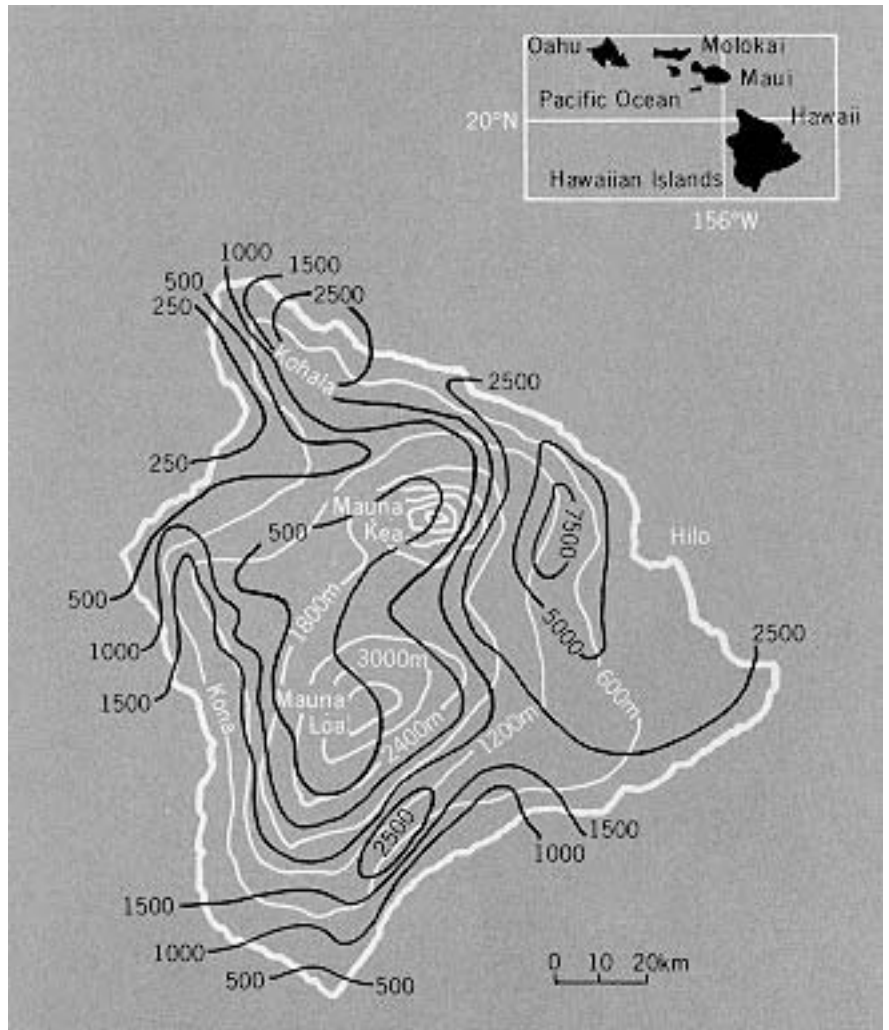 Oahu
Molokai
Maui
Pacific Ocean
20°N
Hawaii
Hawaiian Islands
156°W
1000
1500
500
2500
250
Kohala
2500
250
Mauna
Kea
500
7500
Hilo
500
1800m
5000
1000
2500
3000m
600m
1500
Kona
Mauna
Loa
2400m
1200m
2500
1500
1000
1500
1000
0 10 20km
500
500